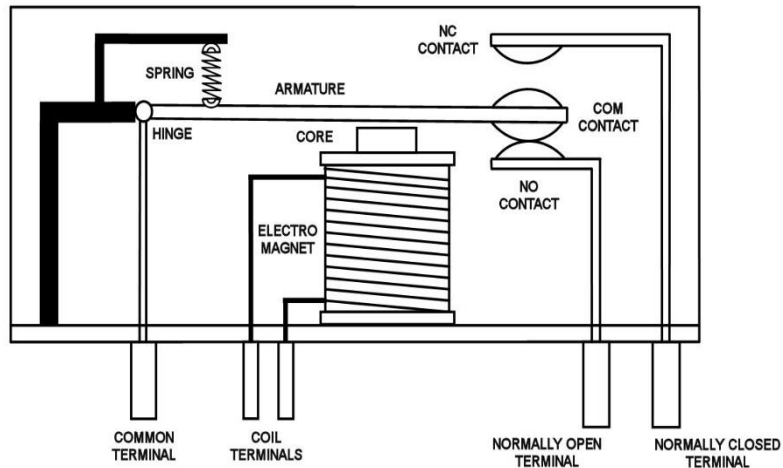 NC
CONTACT
SPRING
ARMATURE
COM
CONTACT
HINGE
CORE
NO
CONTACT
ELECTRO
MAGNET
COMMON
TERMINAL
COIL
TERMINALS
NORMALLY OPEN
TERMINAL
NORMALLY CLOSED
TERMINAL